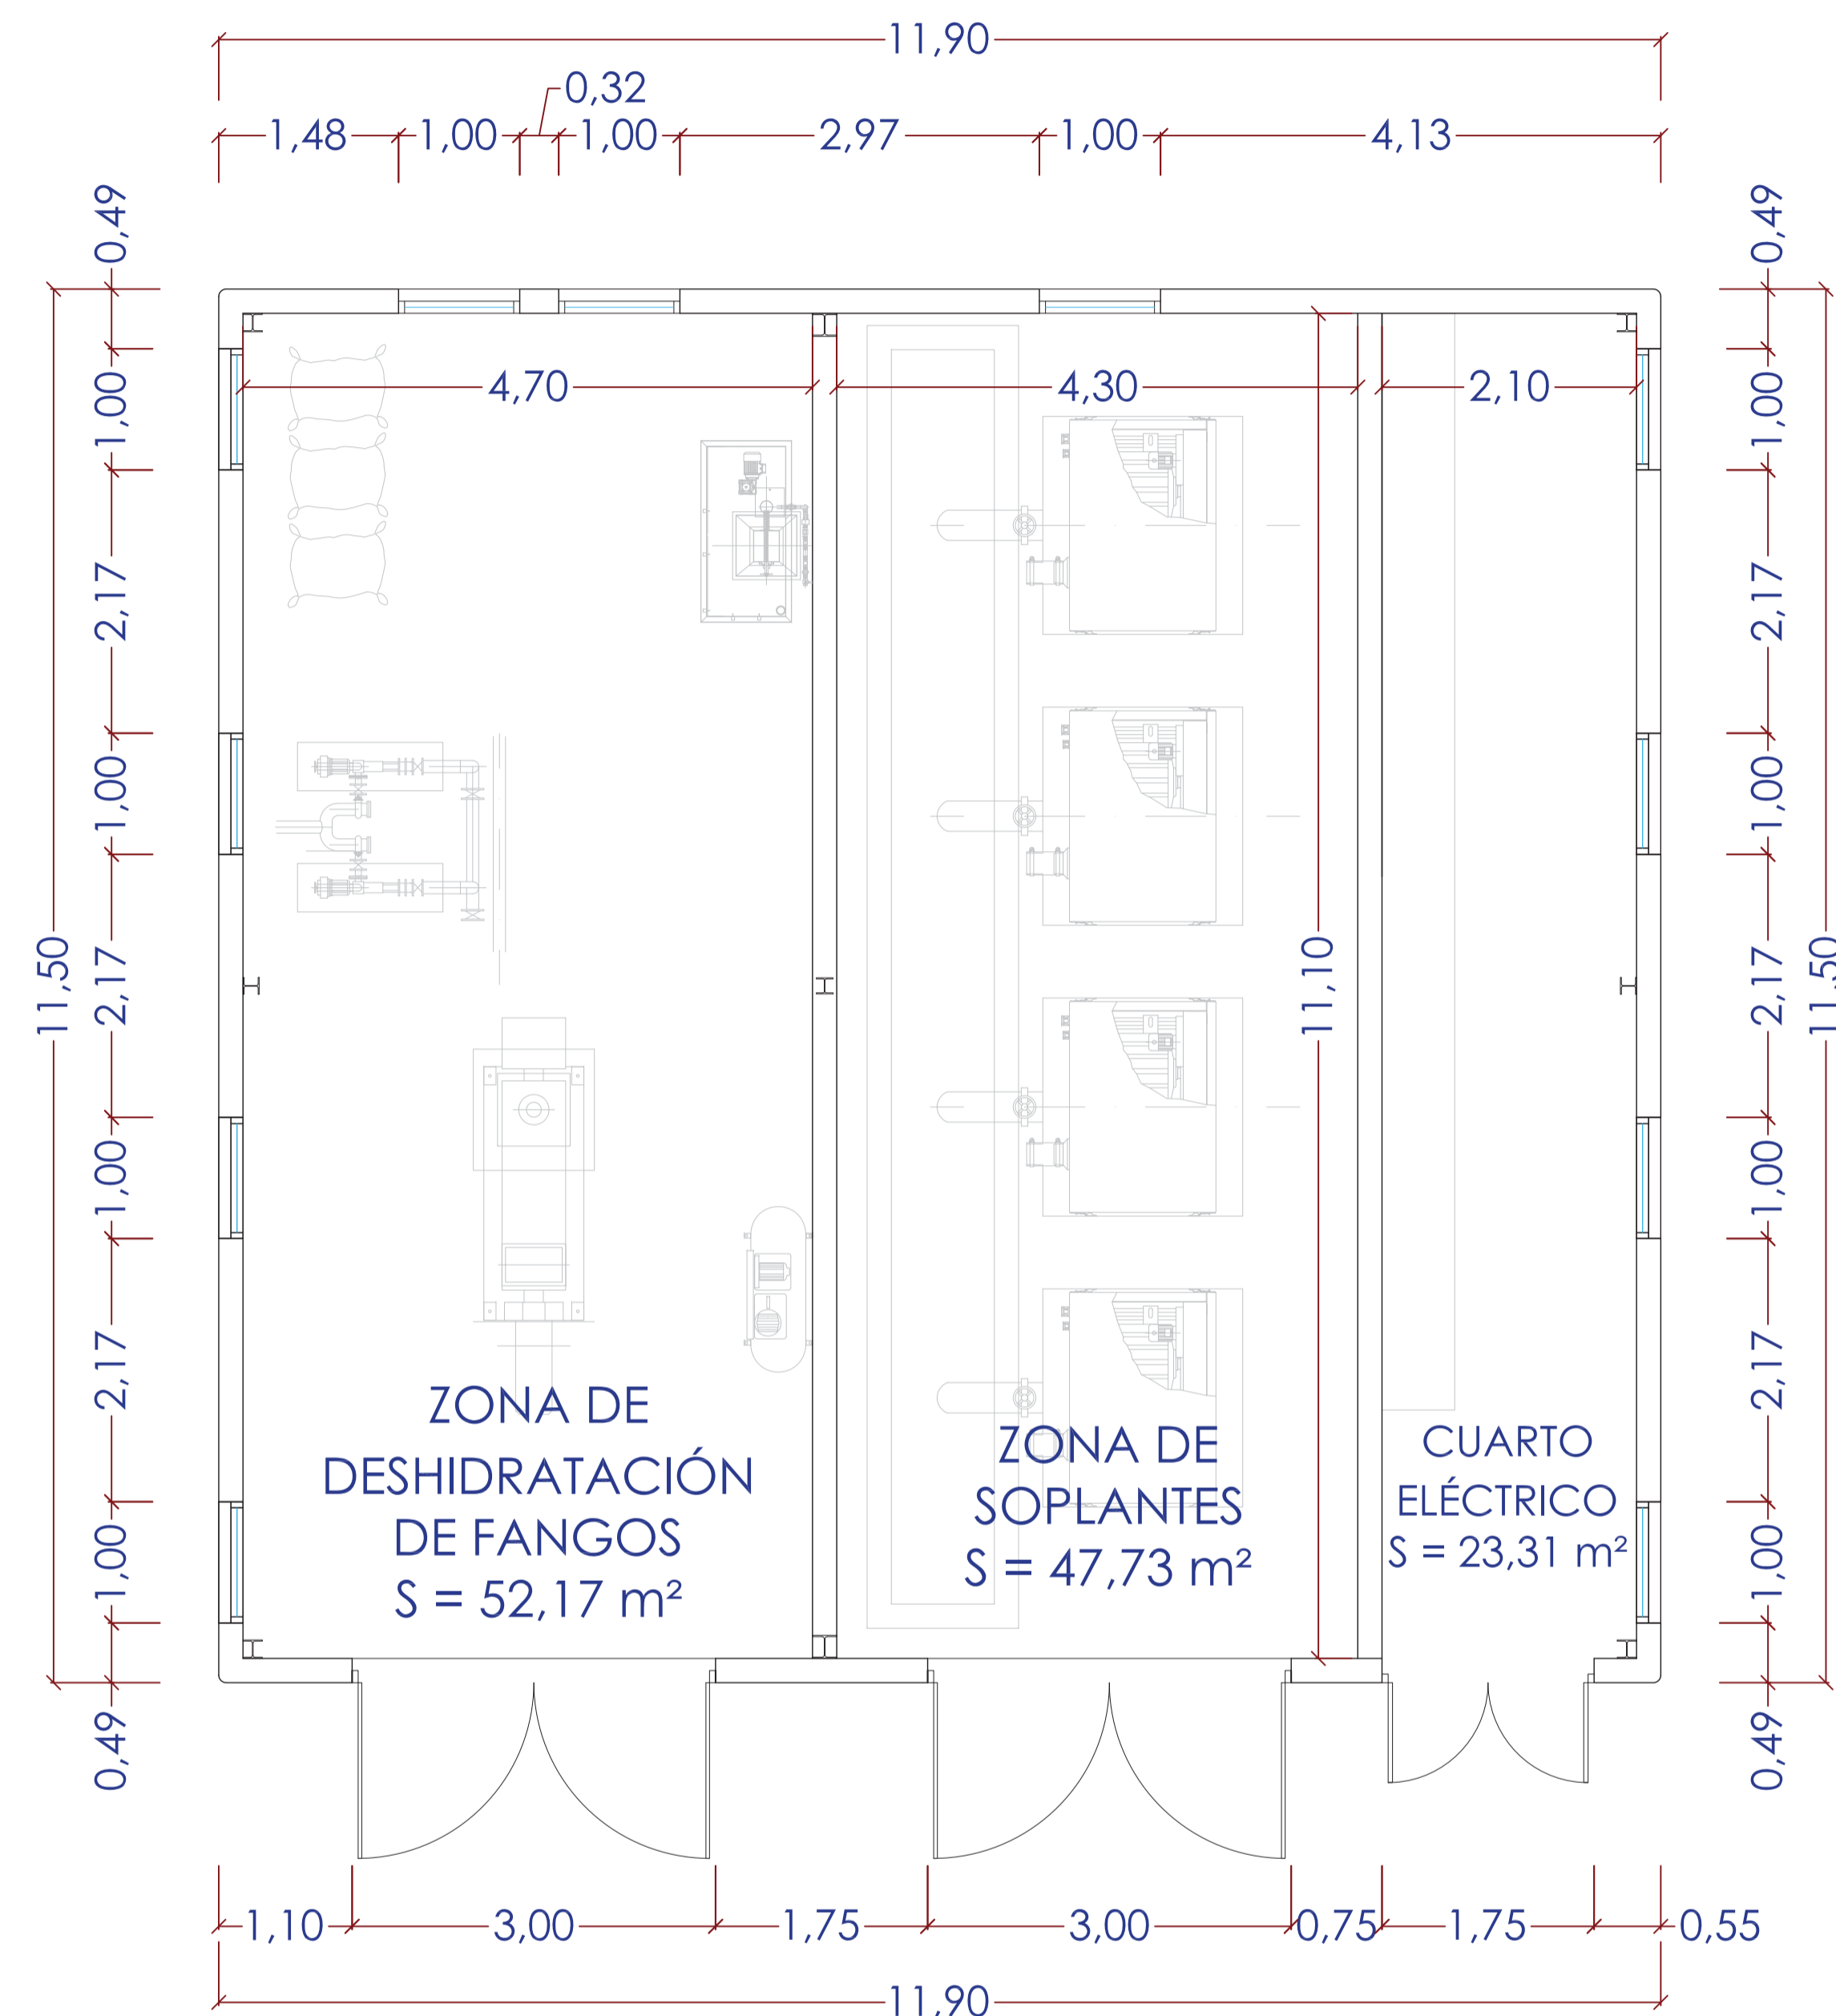 11,90
0,32
1,48 1,00 1,00 2,97 1,00 4,13
0,49
1,00
2,17
1,00
2,17
1,00
2,17
1,00
0,49
11,50
4,70 4,30 2,10
11,10
0,49
1,00
2,17
1,00
2,17
1,00
2,17
1,00
0,49
11,50
ZONA DE
DESHIDRATACIÓN
DE FANGOS
S = 52,17 m²
ZONA DE
SOPLANTES
S = 47,73 m²
CUARTO
ELÉCTRICO
S = 23,31 m²
1,10 3,00 1,75 3,00 0,75 1,75 0,55
11,90